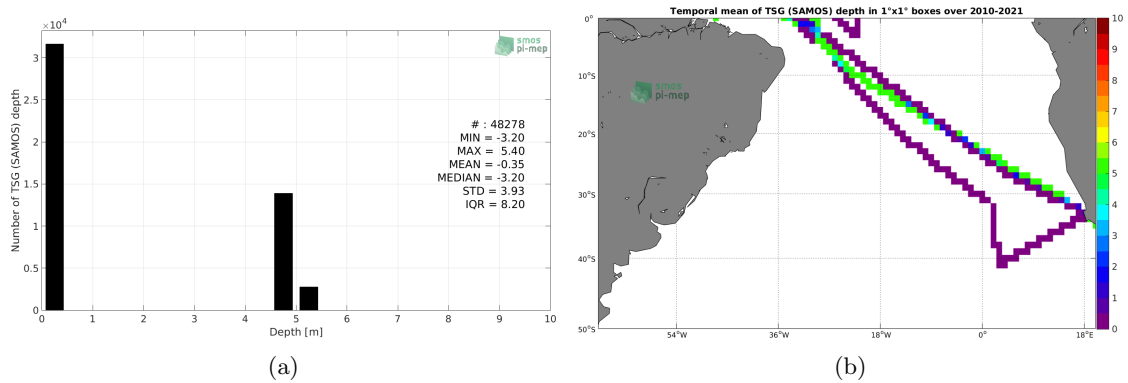 ×10⁴
3.5
3
2.5
2
1.5
1
0.5
0
Number of TSG (SAMOS) depth
smos
pi-mep
# : 48278
MIN = -3.20
MAX = 5.40
MEAN = -0.35
MEDIAN = -3.20
STD = 3.93
IQR = 8.20
0 1 2 3 4 5 6 7 8 9 10
Depth [m]
(a)
Temporal mean of TSG (SAMOS) depth in 1°x1° boxes over 2010-2021
0°
10°S
20°S
30°S
40°S
50°S
smos
pi-mep
54°W 36°W 18°W 0° 18°E
10
9
8
7
6
5
4
3
2
1
0
(b)